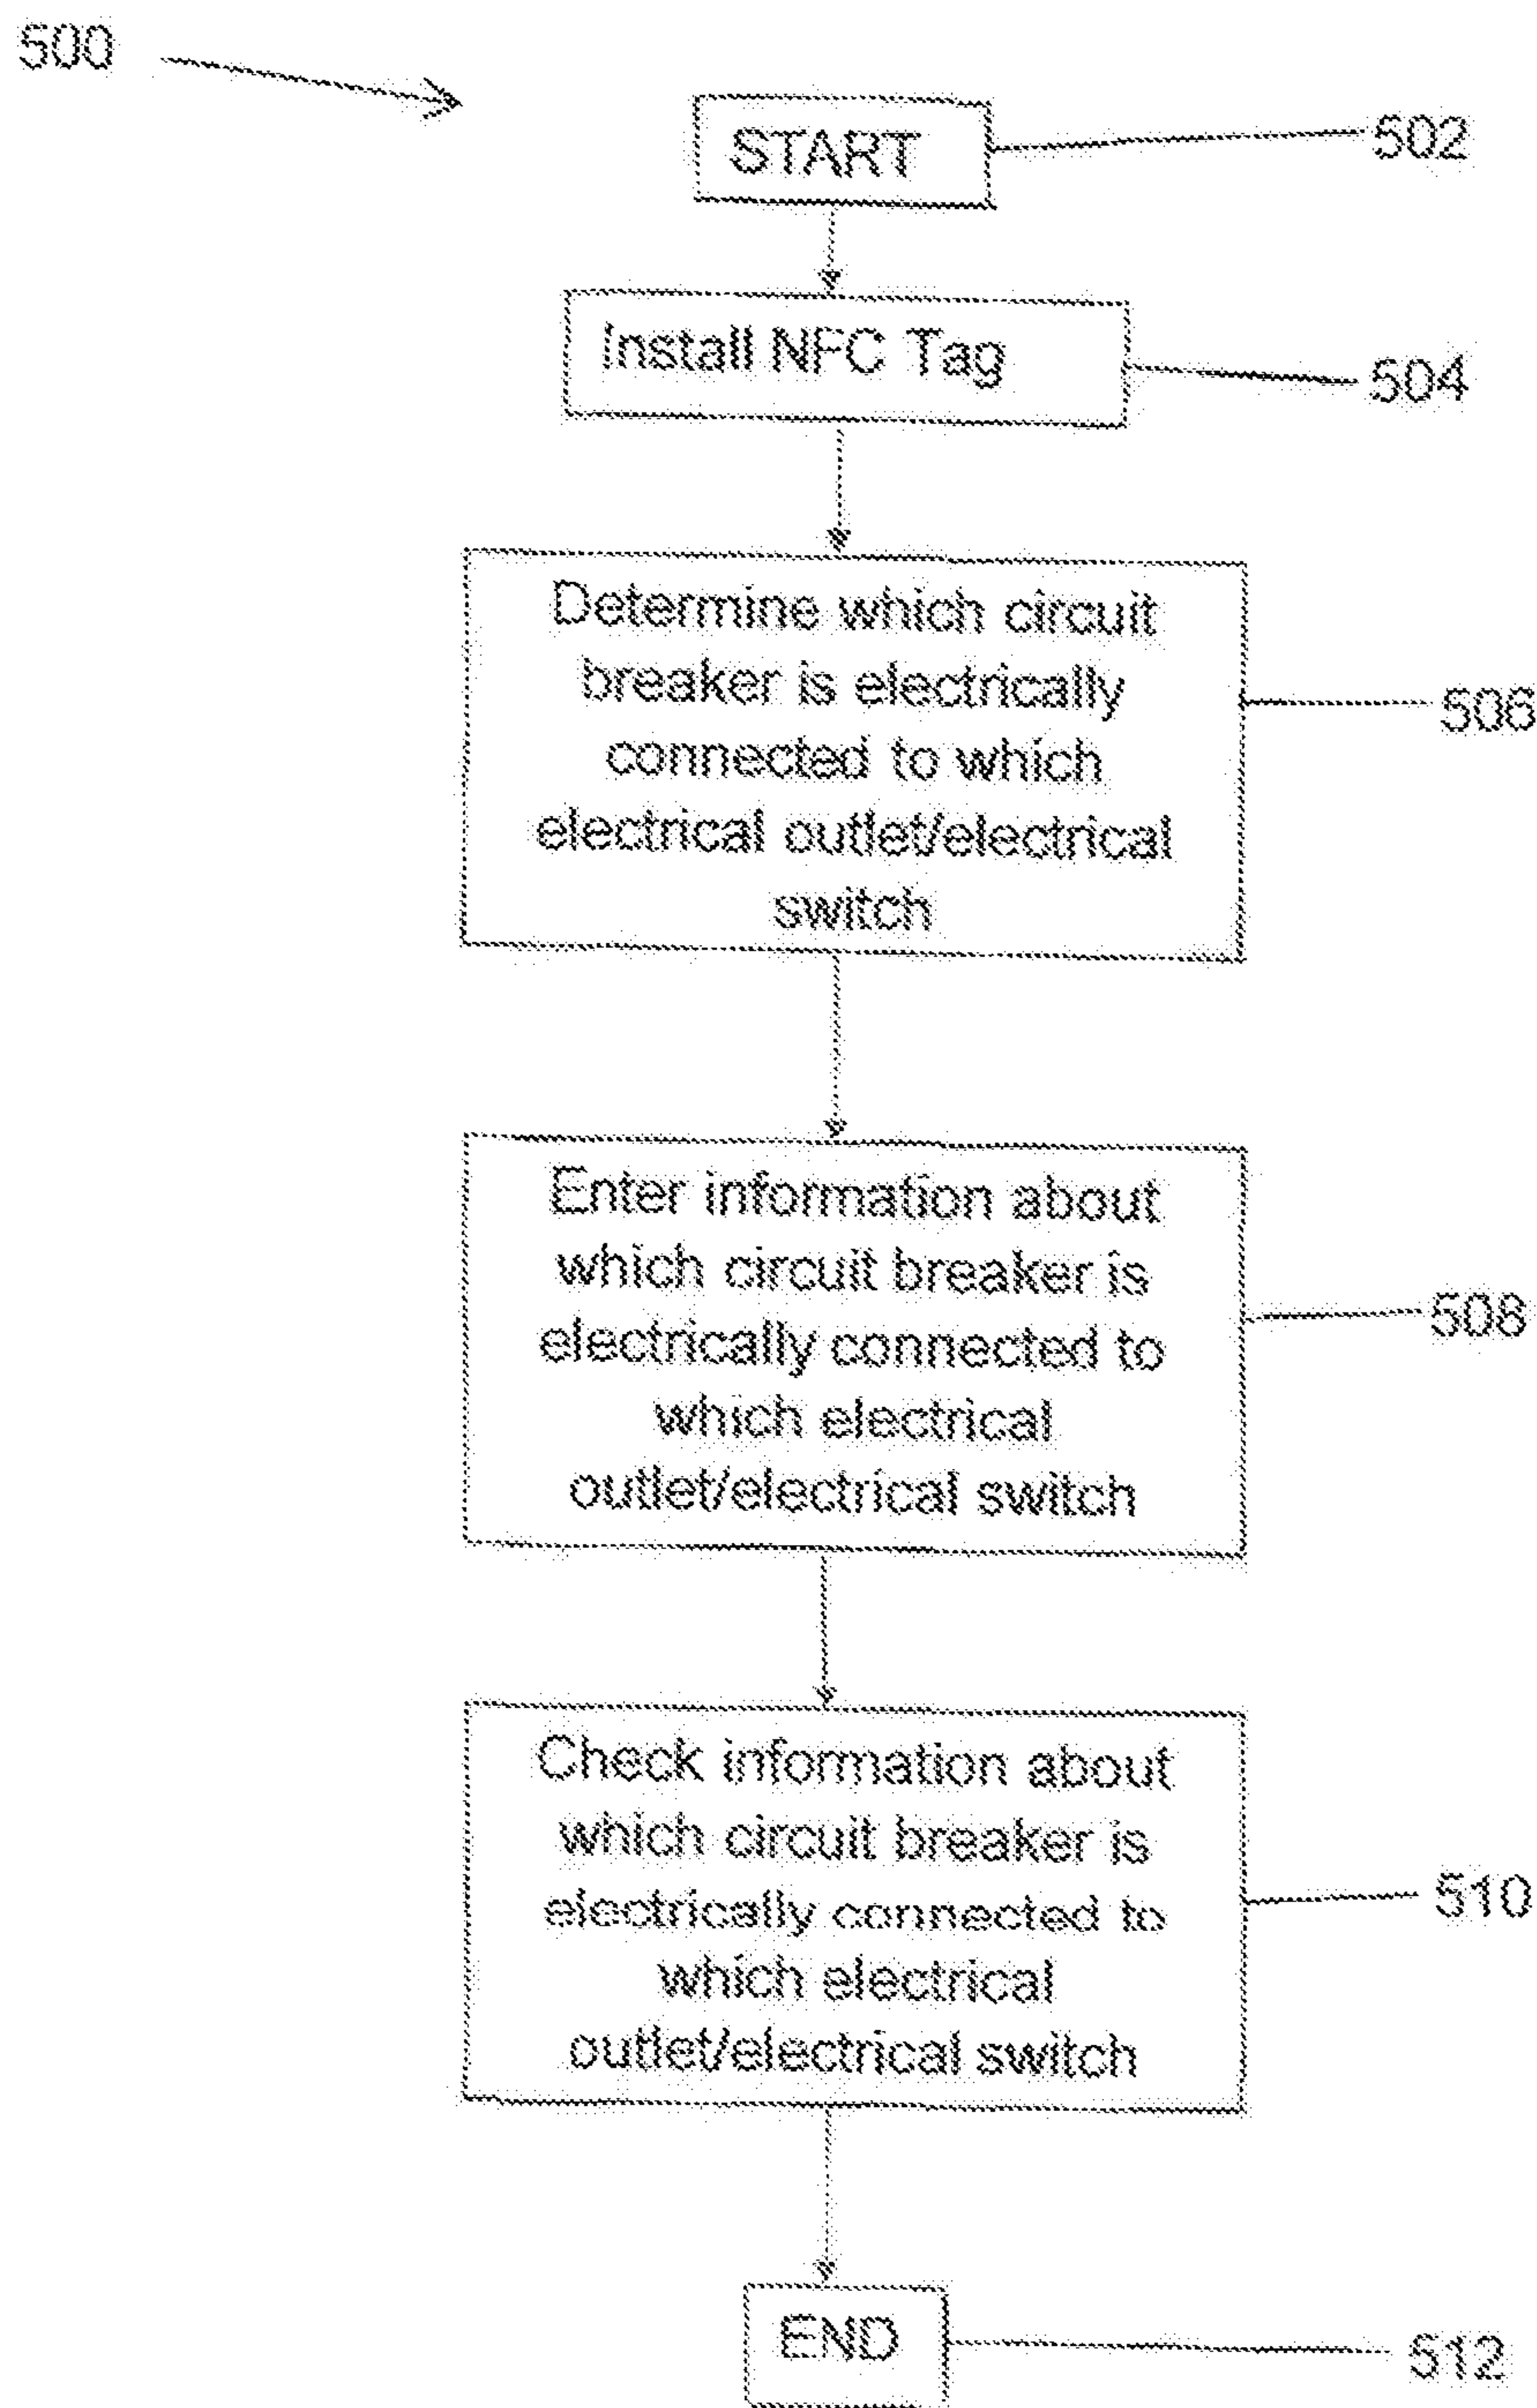 500
START
502
Install NFC Tag
504
Determine which circuit
breaker is electrically
connected to which
electrical outlet/electrical
switch
506
Enter information about
which circuit breaker is
electrically connected to
which electrical
outlet/electrical switch
508
Check information about
which circuit breaker is
electrically connected to
which electrical
outlet/electrical switch
510
END
512